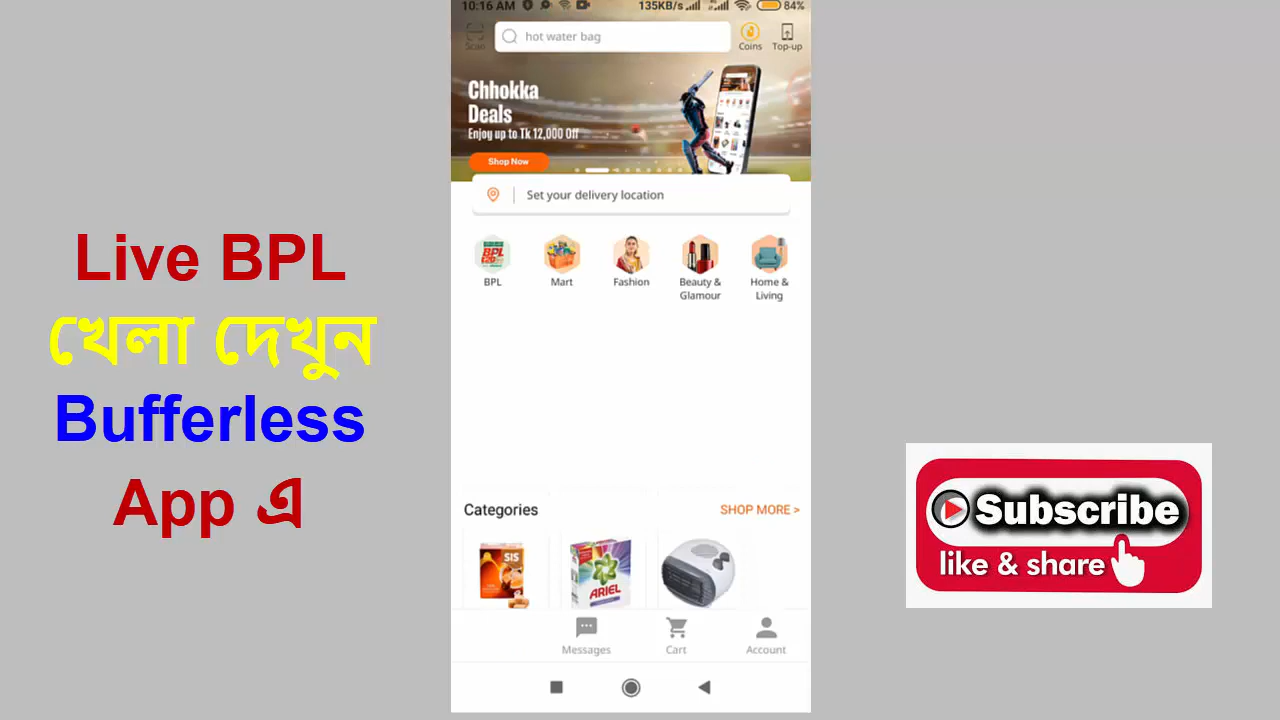 Live BPL
খেলা দেখুন
Bufferless
App এ
10:16 AM
135KB/s
84%
Scan
hot water bag
Coins
Top-up
Chhokka
Deals
Enjoy up to Tk 12,000 Off
Shop Now
Set your delivery location
BPL
BPL
Mart
Fashion
Beauty &
Glamour
Home &
Living
Categories
SHOP MORE >
SIS
ARIEL
Messages
Cart
Account
Subscribe
like & share